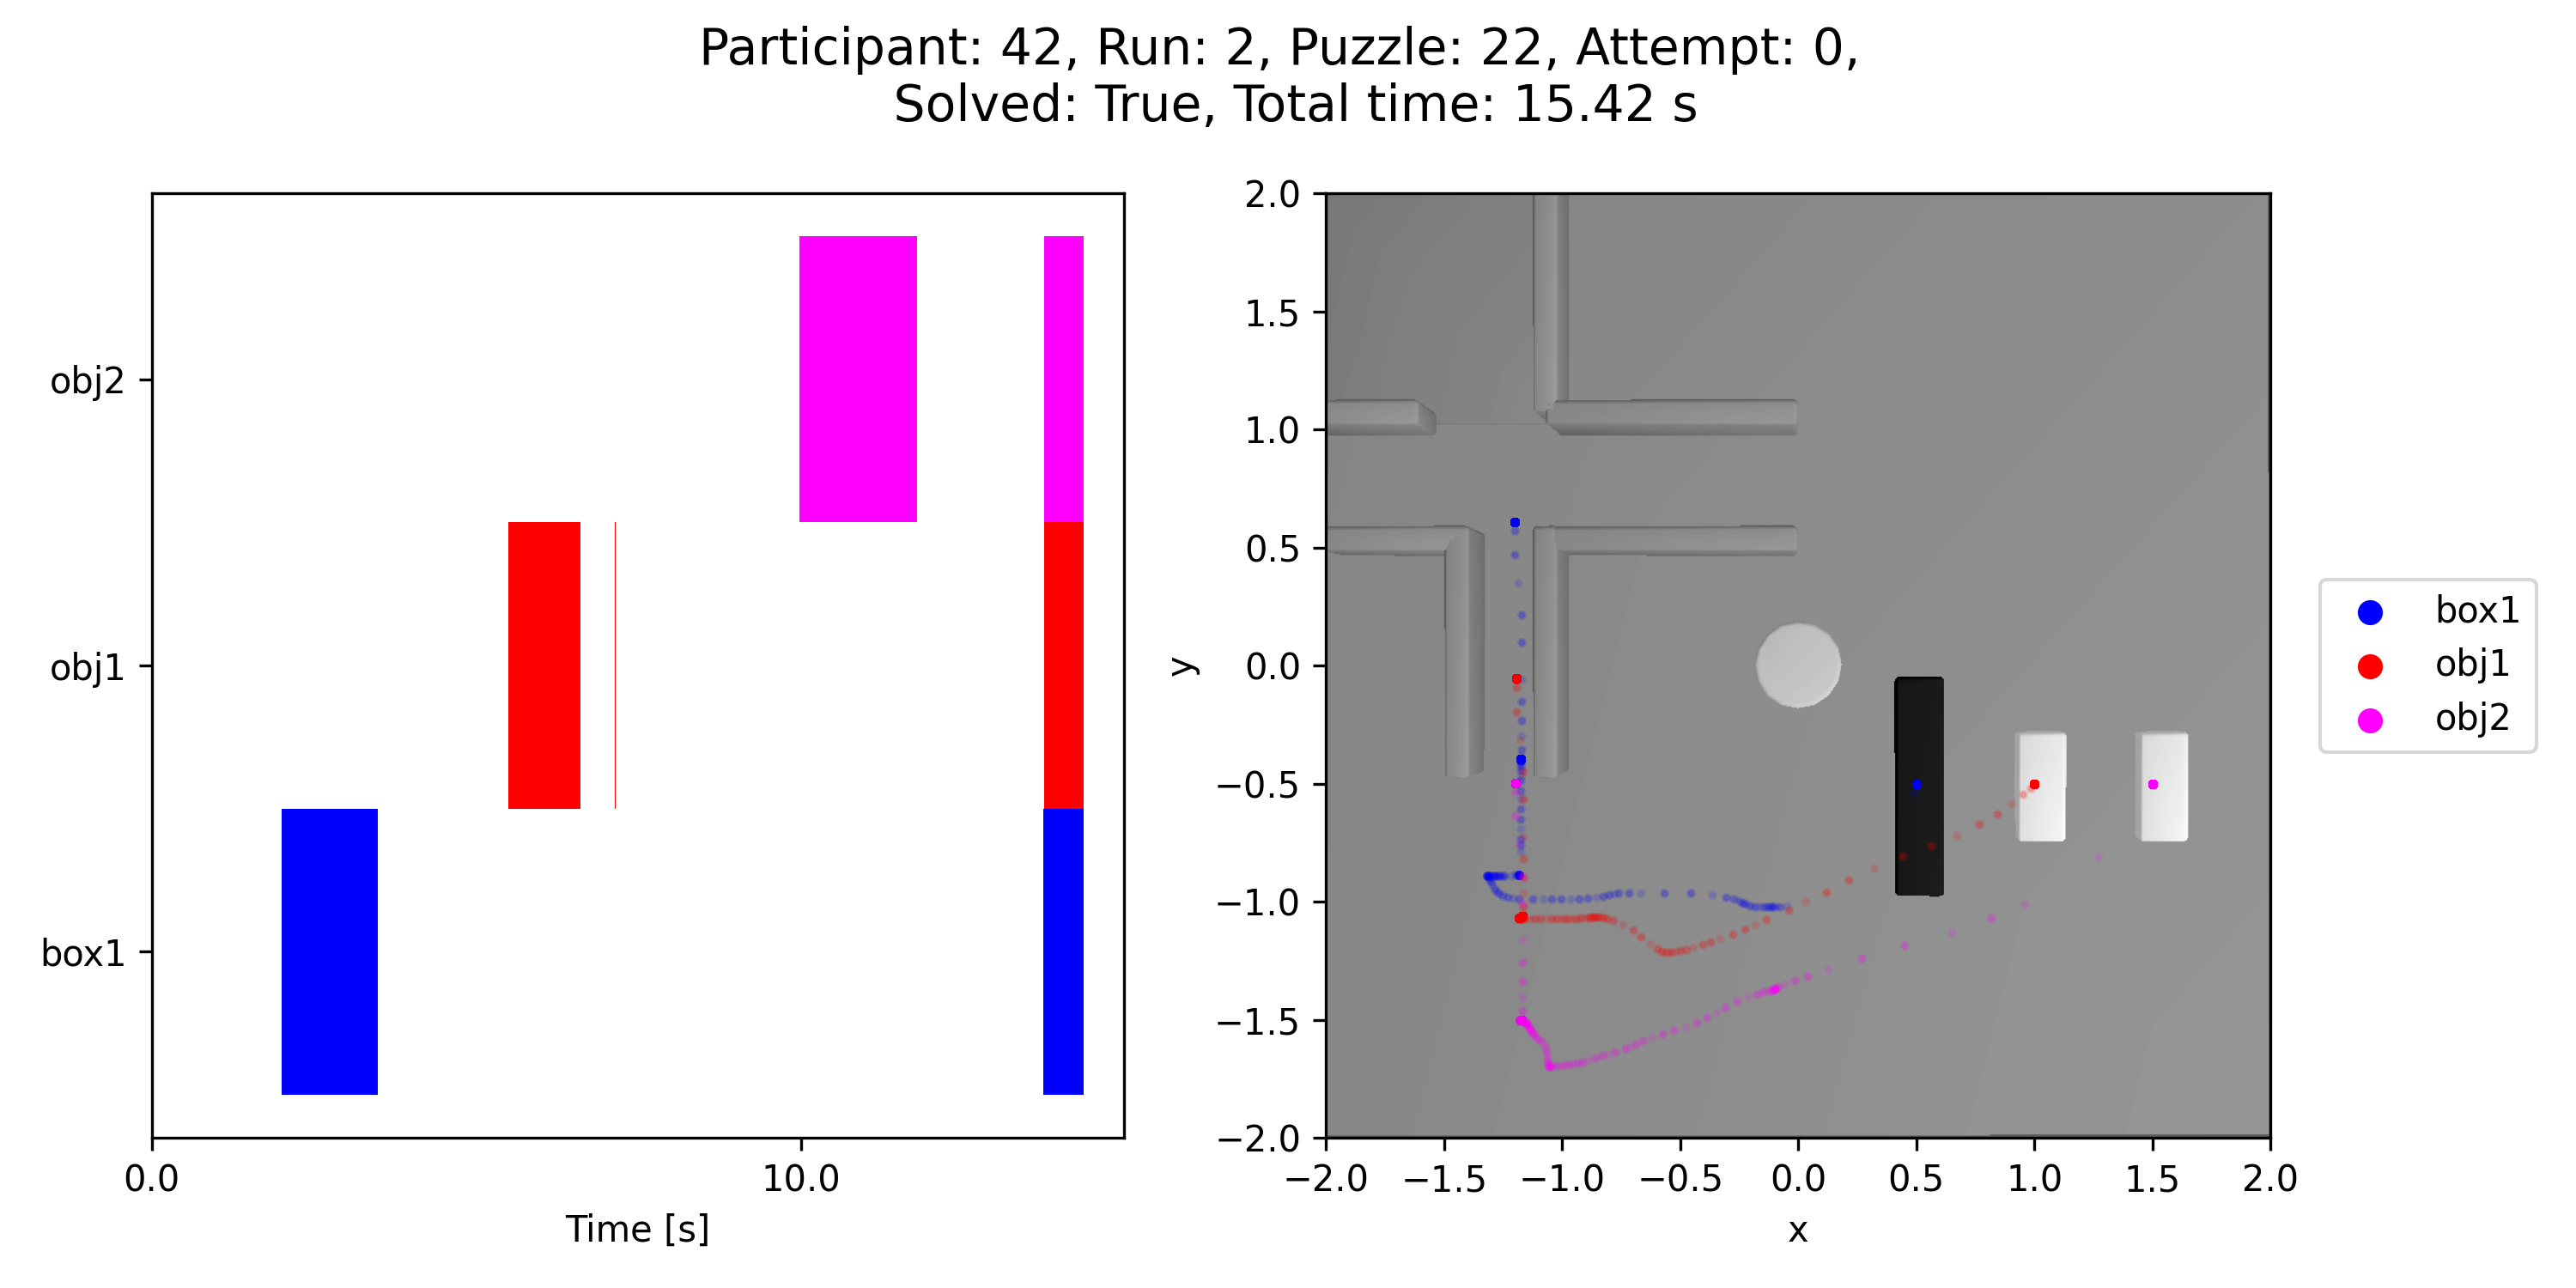 Participant: 42, Run: 2, Puzzle: 22, Attempt: 0,
Solved: True, Total time: 15.42 s
obj2
obj1
box1
0.0
10.0
Time [s]
2.0
1.5
1.0
0.5
0.0
−0.5
−1.0
−1.5
−2.0
y
−2.0
−1.5
−1.0
−0.5
0.0
0.5
1.0
1.5
2.0
x
box1
obj1
obj2